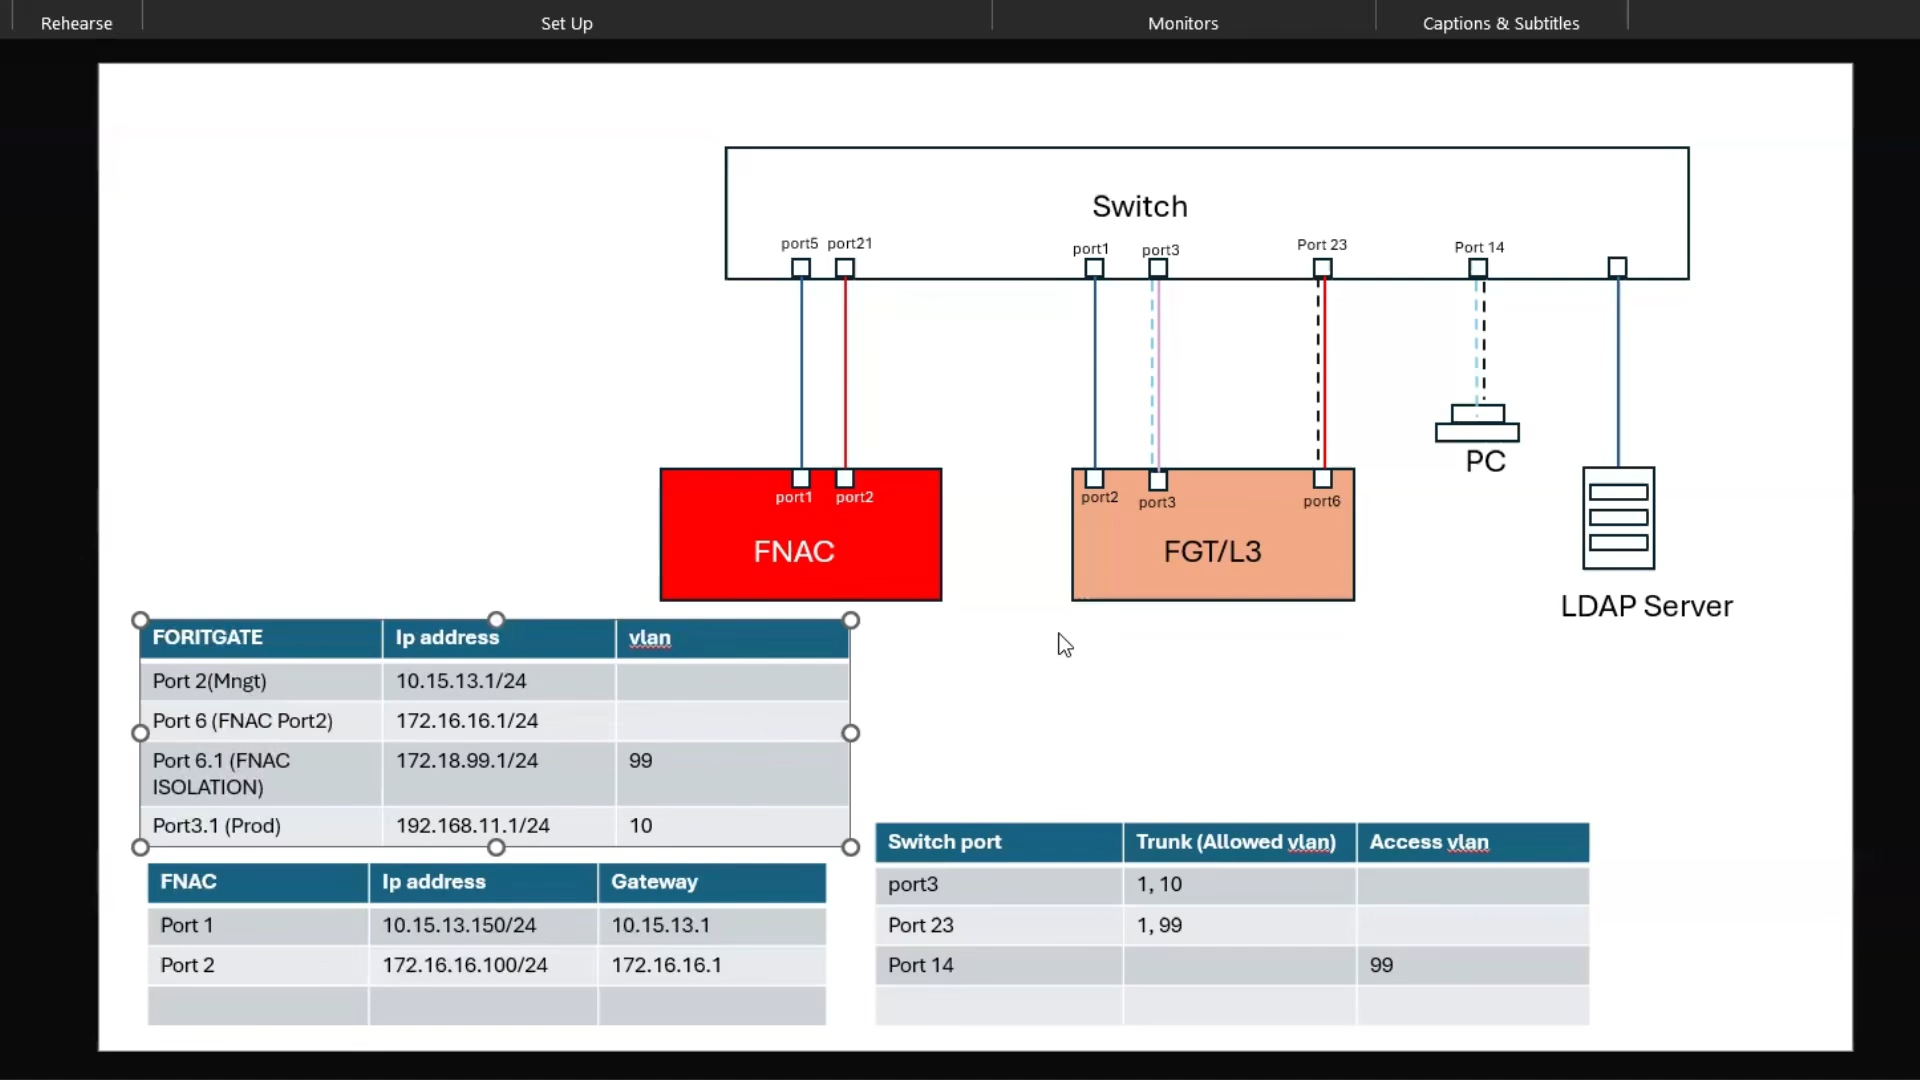 Rehearse
Set Up
Monitors
Captions & Subtitles
Switch
port5 port21
port1
port3
Port 23
Port 14
port1
port2
FNAC
port2
port3
port6
FGT/L3
PC
LDAP Server
FORITGATE Ip address vlan
Port 2(Mngt) 10.15.13.1/24
Port 6 (FNAC Port2) 172.16.16.1/24
Port 6.1 (FNAC 172.18.99.1/24 99
ISOLATION)
Port3.1 (Prod) 192.168.11.1/24 10
FNAC Ip address Gateway
Port 1 10.15.13.150/24 10.15.13.1
Port 2 172.16.16.100/24 172.16.16.1
Switch port Trunk (Allowed vlan) Access vlan
port3 1, 10
Port 23 1, 99
Port 14 99